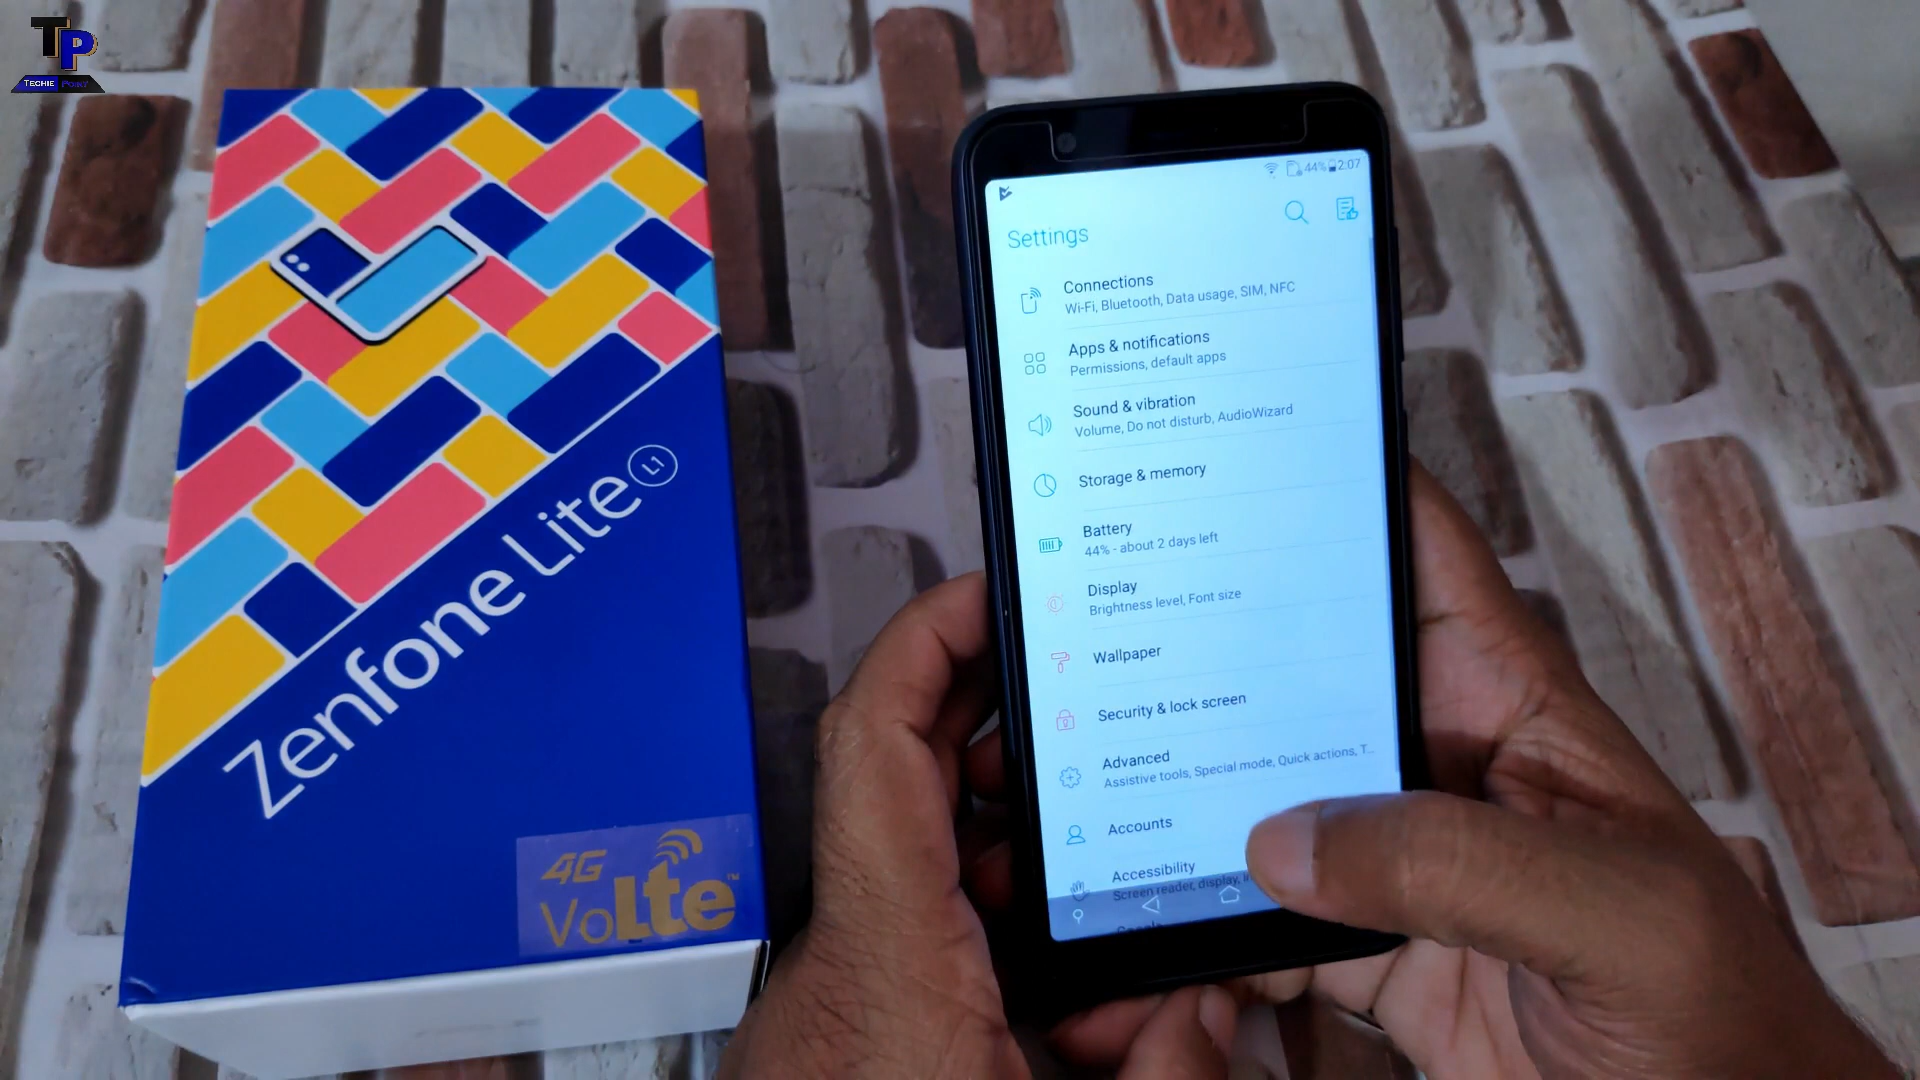 TP
TECHIE POINT
Zenfone Lite L1
4G
VoLte™
44% 2:07
Settings
Connections
Wi-Fi, Bluetooth, Data usage, SIM, NFC
Apps & notifications
Permissions, default apps
Sound & vibration
Volume, Do not disturb, AudioWizard
Storage & memory
Battery
44% - about 2 days left
Display
Brightness level, Font size
Wallpaper
Security & lock screen
Advanced
Assistive tools, Special mode, Quick actions, T...
Accounts
Accessibility
Screen reader, display,